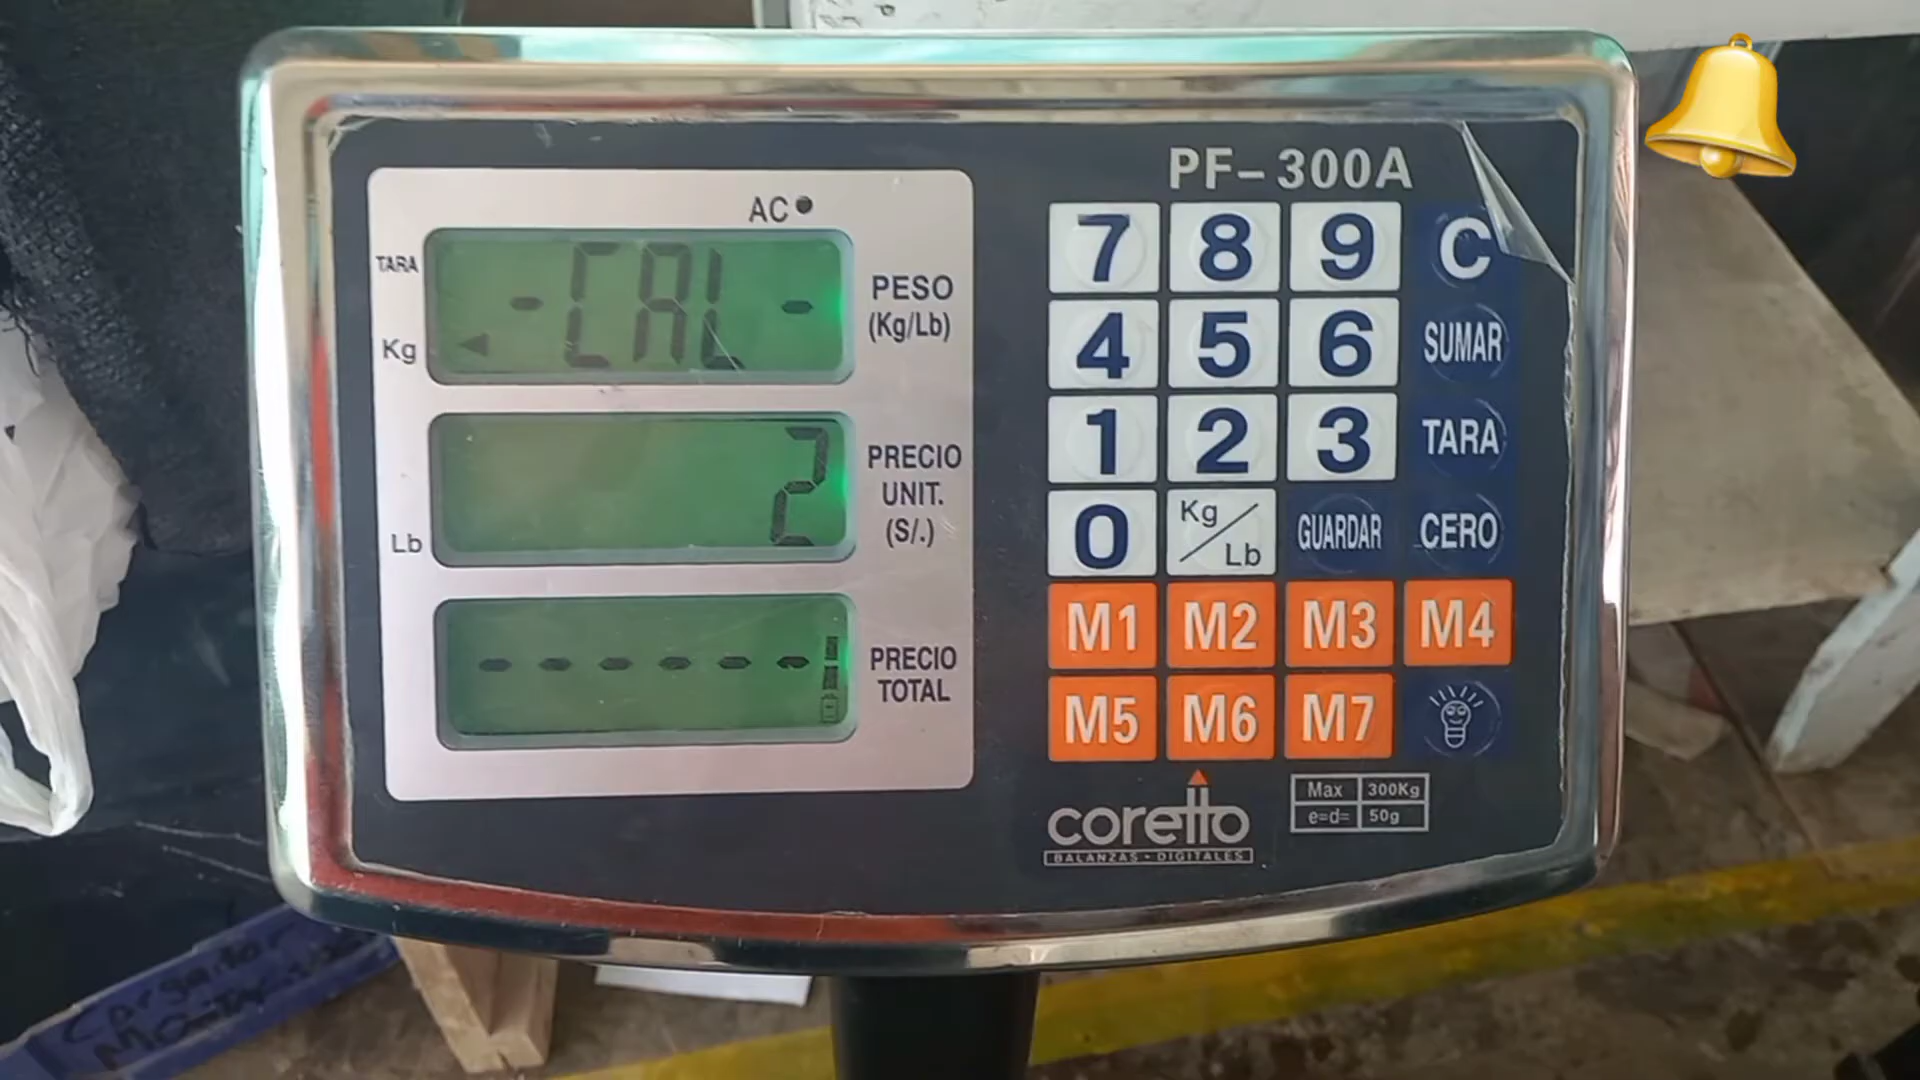 PF-300A
AC
TARA
-CAL -
PESO
(Kg/Lb)
Kg
2
PRECIO
UNIT.
(S/.)
Lb
------
PRECIO
TOTAL
7 8 9 C
4 5 6 SUMAR
1 2 3 TARA
0 Kg/Lb GUARDAR CERO
M1 M2 M3 M4
M5 M6 M7
coretto
BALANZAS • DIGITALES
Max 300Kg
e=d= 50g